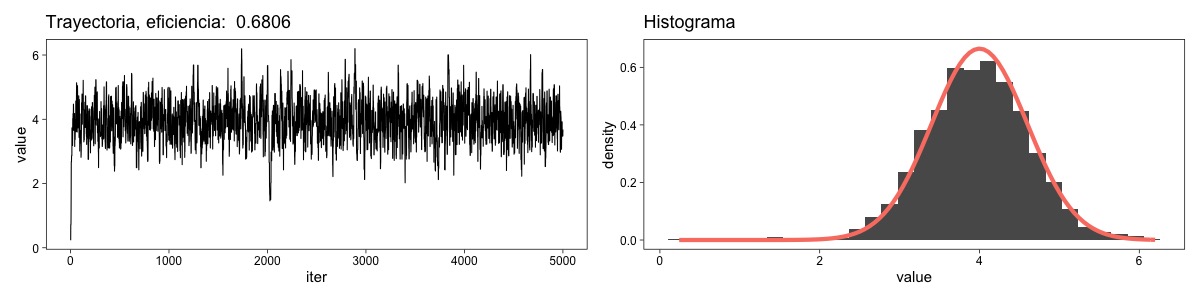 Trayectoria, eficiencia: 0.6806
value
6
4
2
0
0 1000 2000 3000 4000 5000
iter
Histograma
density
0.6
0.4
0.2
0.0
0 2 4 6
value